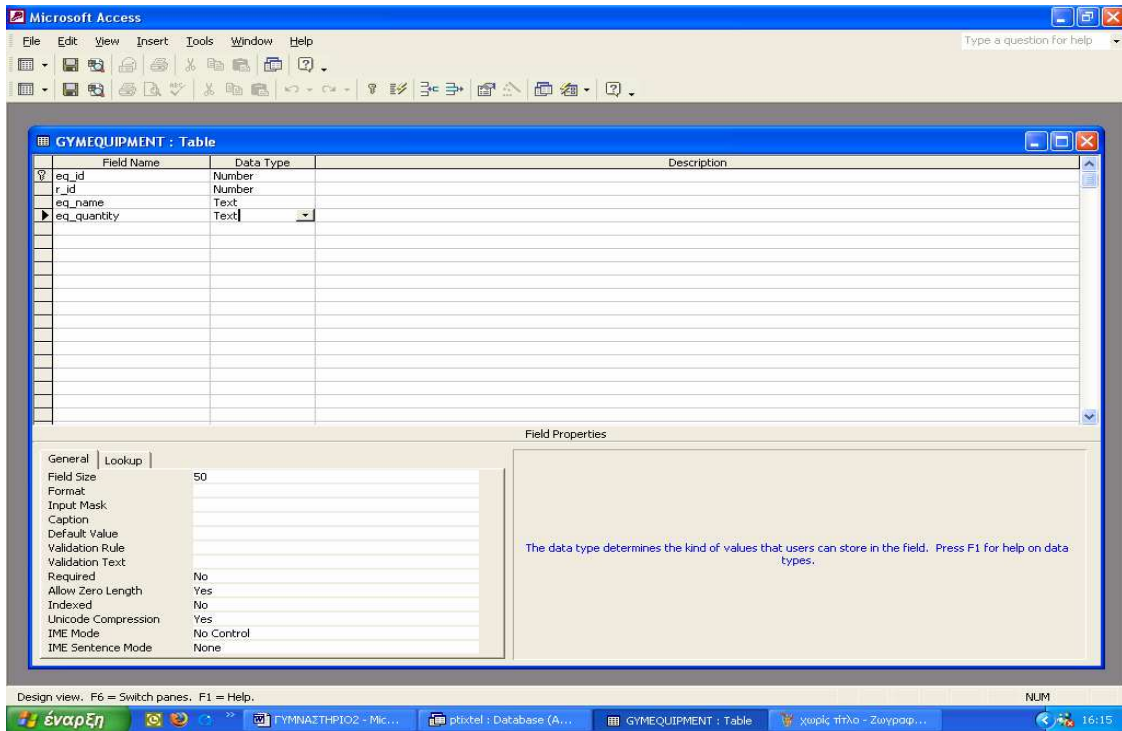 Microsoft Access
File Edit View Insert Tools Window Help Type a question for help
GYMEQUIPMENT : Table
Field Name Data Type Description
eq_id Number
r_id Number
eq_name Text
eq_quantity Text
Field Properties
General Lookup
Field Size 50
Format
Input Mask
Caption
Default Value
Validation Rule
Validation Text
Required No
Allow Zero Length Yes
Indexed No
Unicode Compression Yes
IME Mode No Control
IME Sentence Mode None
The data type determines the kind of values that users can store in the field. Press F1 for help on data
types.
Design view. F6 = Switch panes. F1 = Help. NUM
έναρξη ΓΥΜΝΑΣΤΗΡΙΟ2 - Mic... ptixtel : Database (A... GYMEQUIPMENT : Table χωρίς τίτλο - Ζωγραφ... 16:15